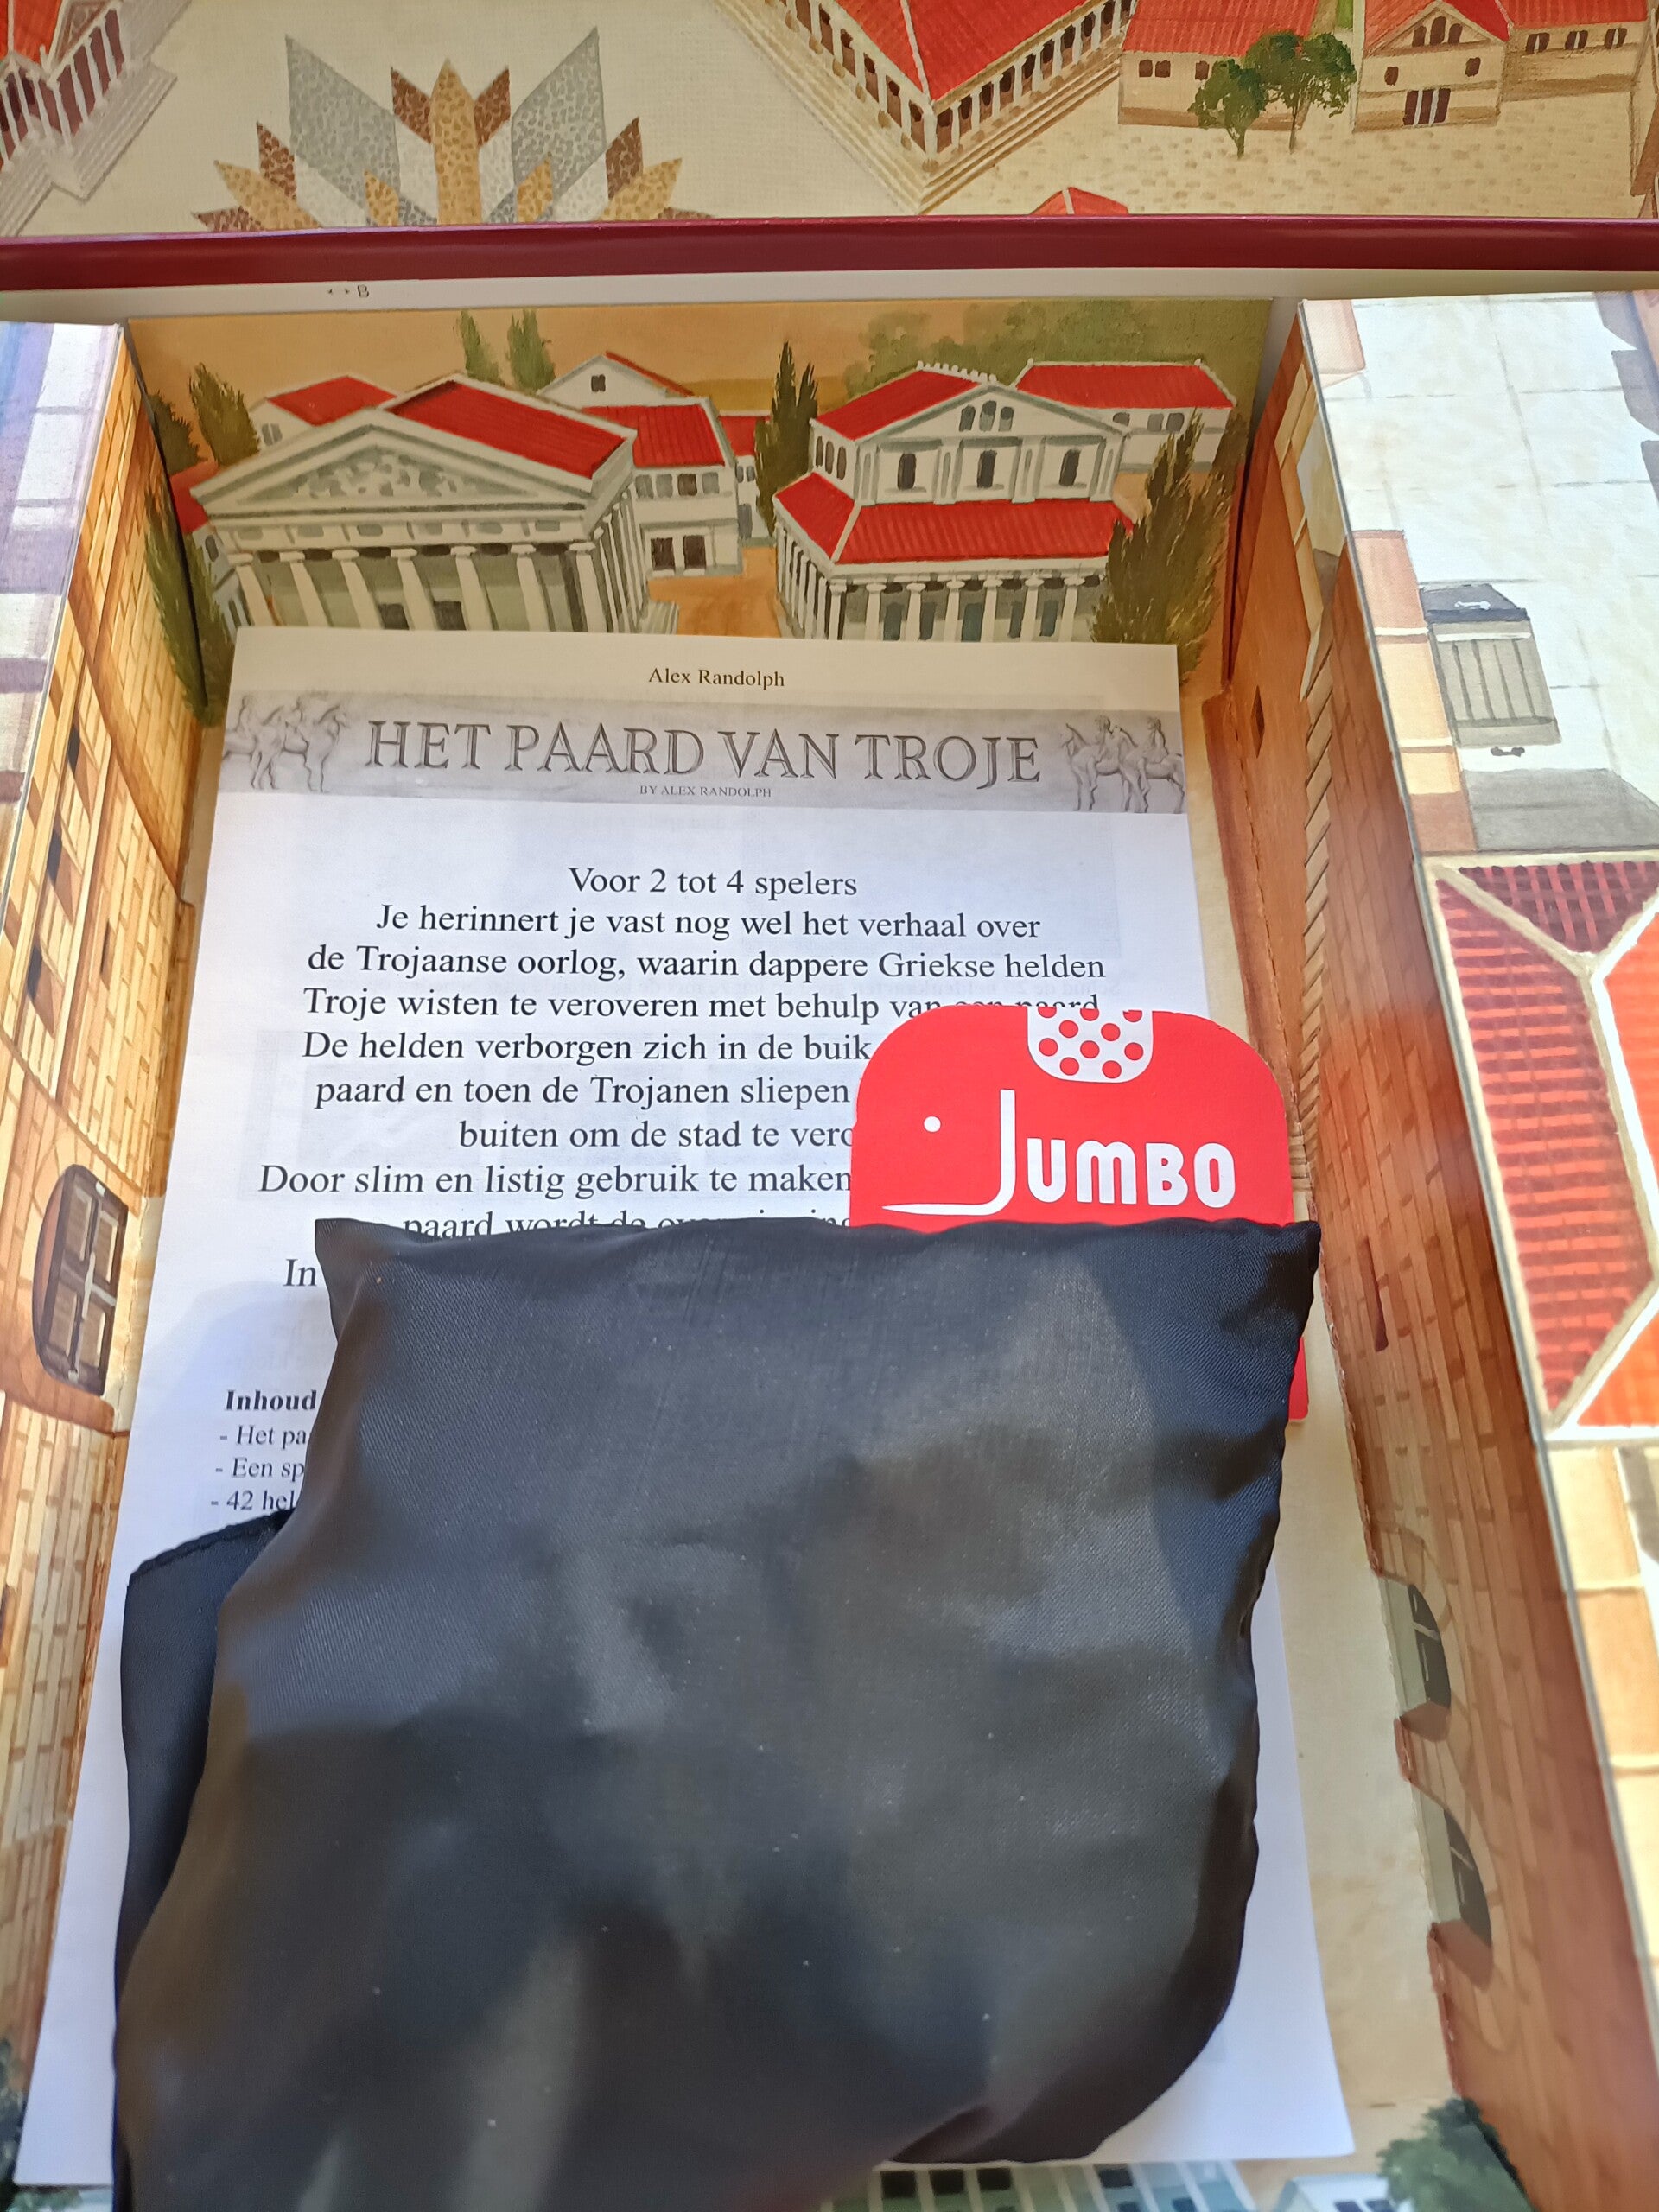 B
Alex Randolph
HET PAARD VAN TROJE
BY ALEX RANDOLPH
Voor 2 tot 4 spelers
Je herinnert je vast nog wel het verhaal over
de Trojaanse oorlog, waarin dappere Griekse helden
Troje wisten te veroveren met behulp van een paard
De helden verborgen zich in de buik
paard en toen de Trojanen sliepen
buiten om de stad te
Door slim en listig gebruik te maken
paard wordt de
In
JUMBO
Inhoud
- Het
- Een
- 42